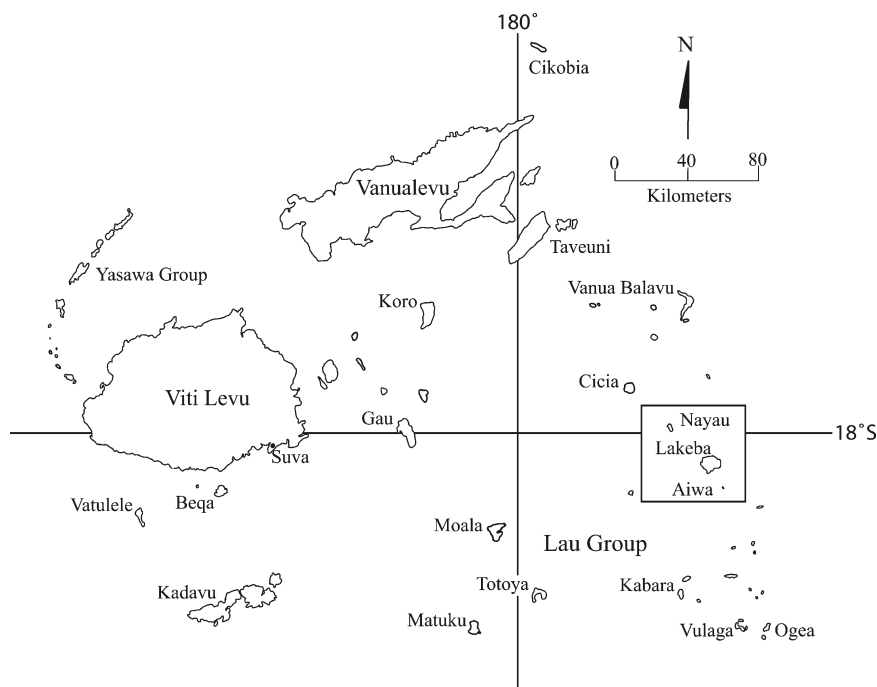 180°
Cikobia
N
0 40 80
Kilometers
Vanualevu
Taveuni
Yasawa Group
Vanua Balavu
Koro
Cicia
Viti Levu
Gau
Nayau
18°S
Lakeba
Suva
Aiwa
Vatulele
Beqa
Moala
Lau Group
Kadavu
Totoya
Kabara
Matuku
Vulaga
Ogea